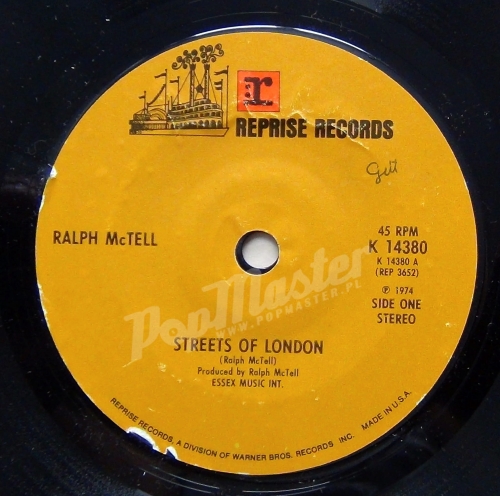 r
REPRISE RECORDS
RALPH McTELL
45 RPM
K 14380
K 14380 A
(REP 3652)
℗ 1974
SIDE ONE
STEREO
PopMaster
WWW.POPMASTER.PL
STREETS OF LONDON
(Ralph McTell)
Produced by Ralph McTell
ESSEX MUSIC INT.
REPRISE RECORDS, A DIVISION OF WARNER BROS. RECORDS INC. MADE IN U.S.A.